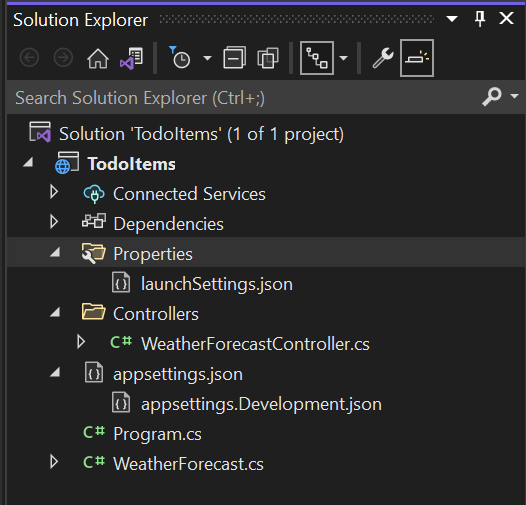 Solution Explorer
Search Solution Explorer (Ctrl+;)
Solution 'TodoItems' (1 of 1 project)
TodoItems
Connected Services
Dependencies
Properties
launchSettings.json
Controllers
C# WeatherForecastController.cs
appsettings.json
appsettings.Development.json
C# Program.cs
C# WeatherForecast.cs